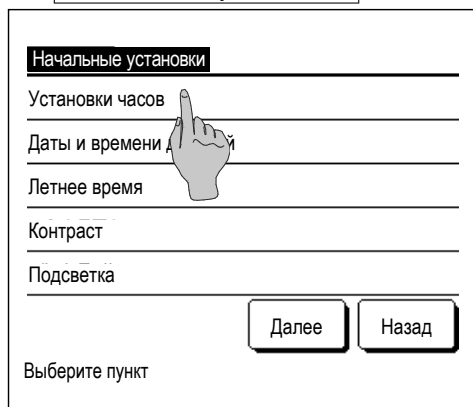 Начальные установки
Установки часов
Даты и времени
Летнее время
Контраст
Подсветка
Далее Назад
Выберите пункт